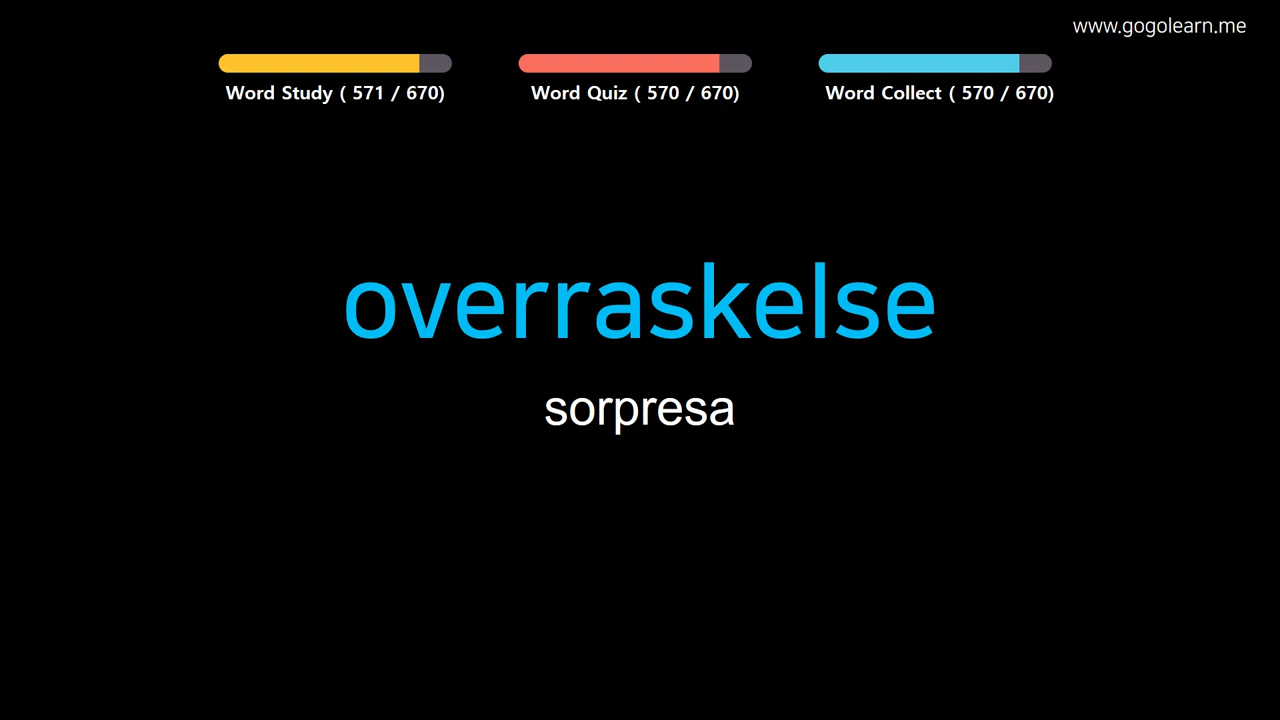 www.gogolearn.me
Word Study ( 571 / 670)
Word Quiz ( 570 / 670)
Word Collect ( 570 / 670)
overraskelse
sorpresa